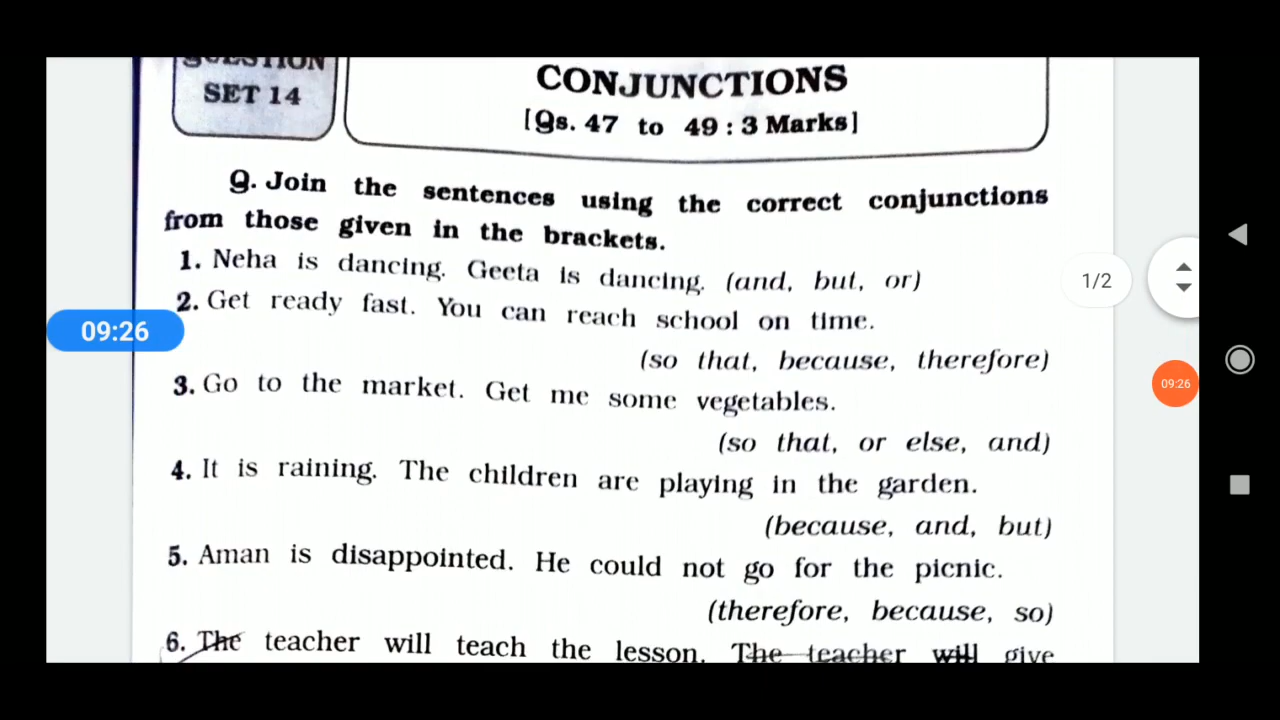 QUESTION
SET 14
CONJUNCTIONS
[Qs. 47 to 49 : 3 Marks]
Q. Join the sentences using the correct conjunctions
from those given in the brackets.
1. Neha is dancing. Geeta is dancing. (and, but, or)
2. Get ready fast. You can reach school on time.
(so that, because, therefore)
3. Go to the market. Get me some vegetables.
(so that, or else, and)
4. It is raining. The children are playing in the garden.
(because, and, but)
5. Aman is disappointed. He could not go for the picnic.
(therefore, because, so)
6. The teacher will teach the lesson. The teacher will give
09:26
1/2
09:26